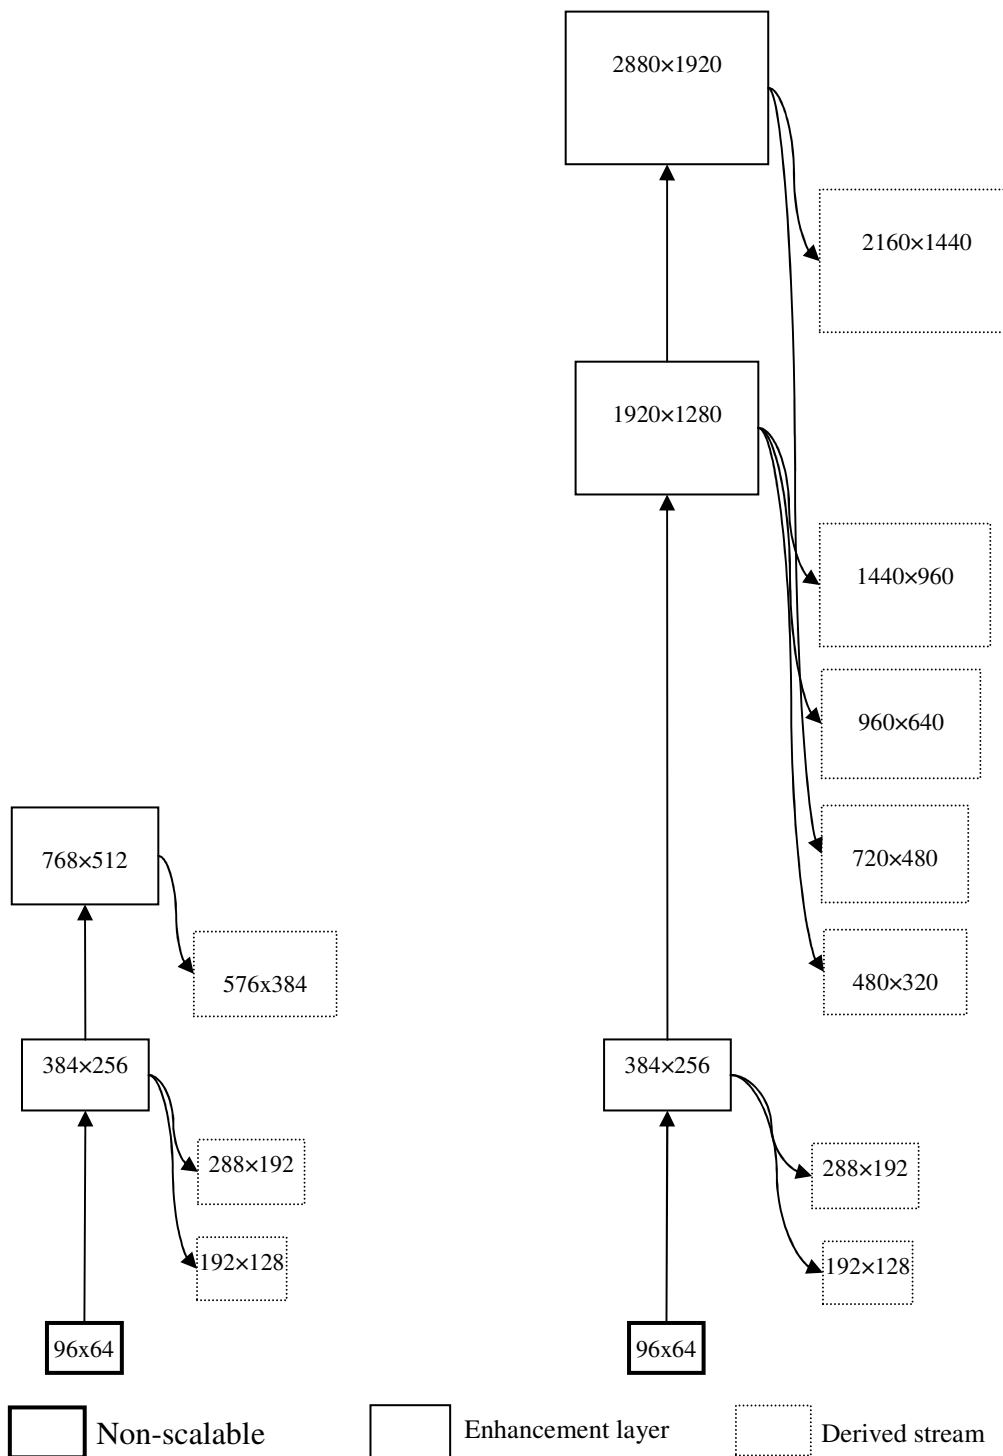 2880×1920
2160×1440
1920×1280
1440×960
960×640
720×480
480×320
768×512
576x384
384×256
288×192
192×128
96x64
384×256
288×192
192×128
96x64
Non-scalable
Enhancement layer
Derived stream